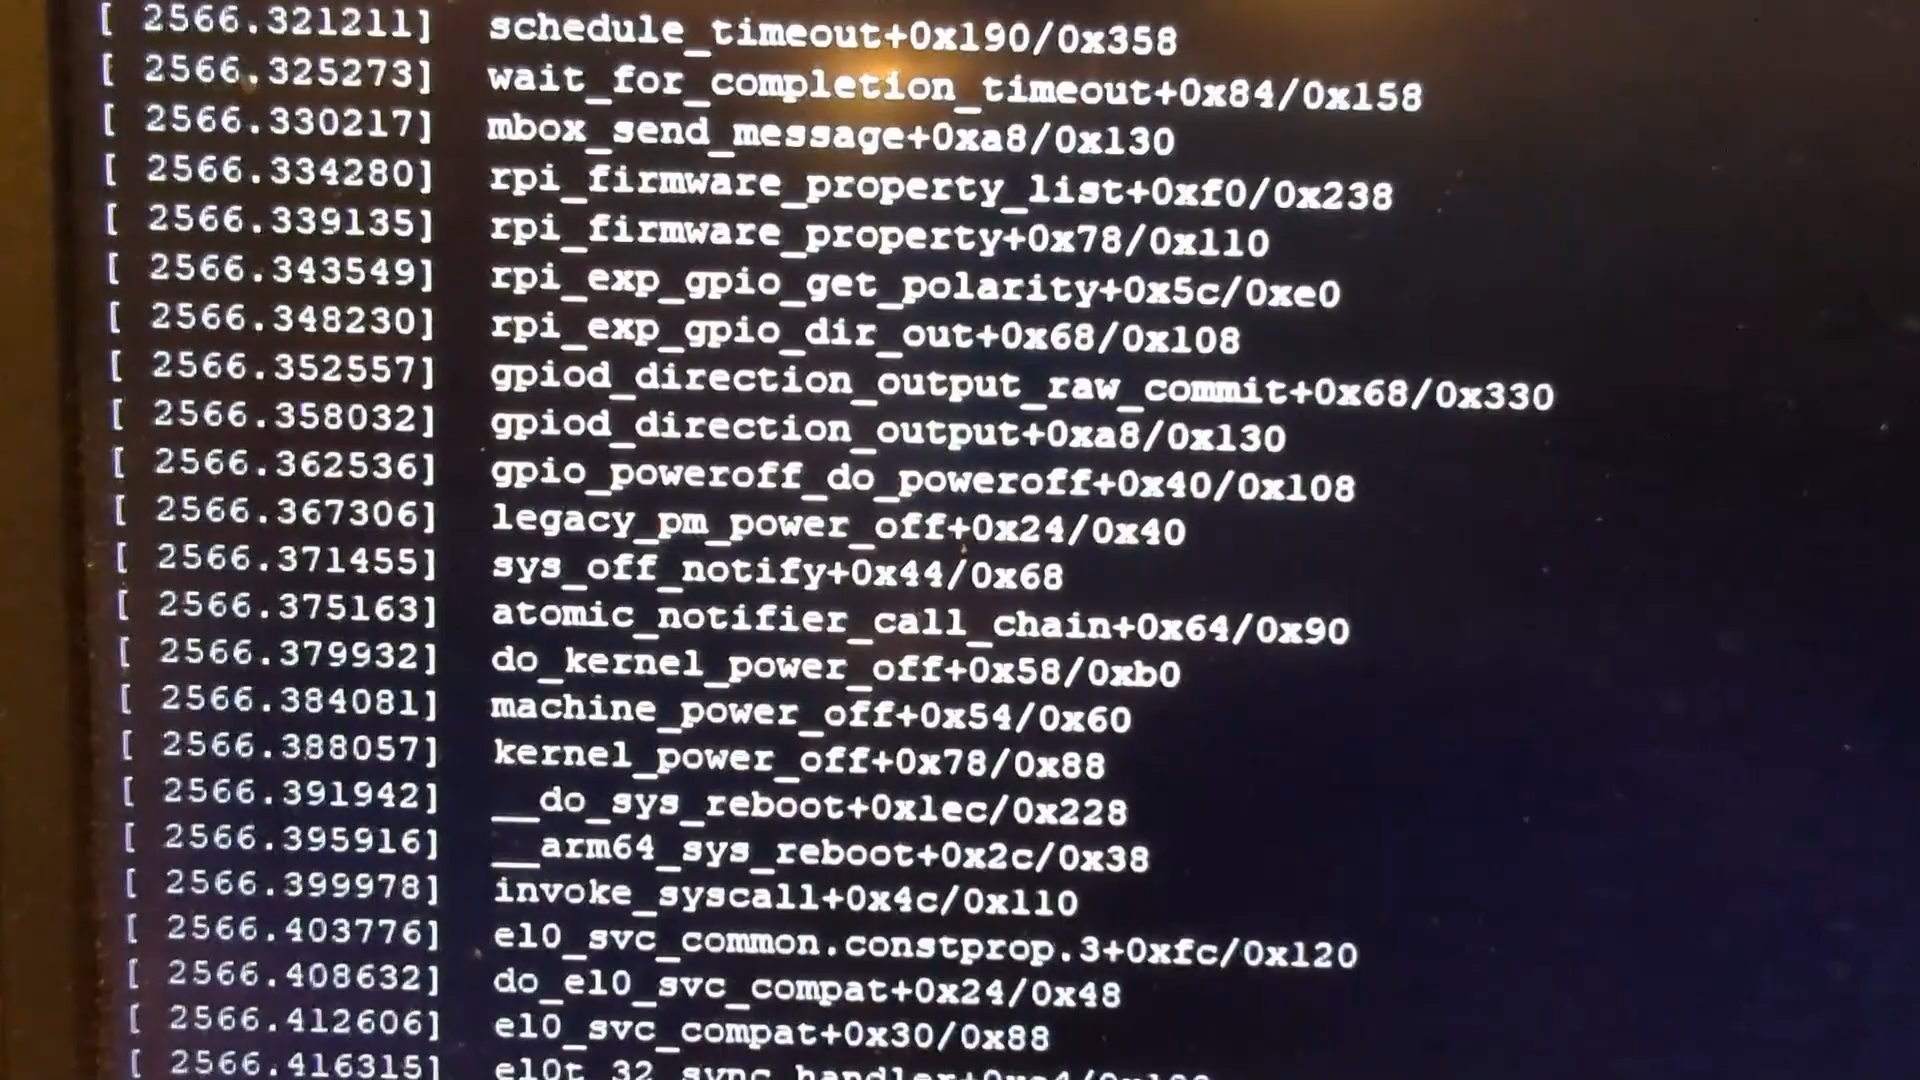 [ 2566.321211] schedule_timeout+0x190/0x358
[ 2566.325273] wait_for_completion_timeout+0x84/0x158
[ 2566.330217] mbox_send_message+0xa8/0x130
[ 2566.334280] rpi_firmware_property_list+0xf0/0x238
[ 2566.339135] rpi_firmware_property+0x78/0x110
[ 2566.343549] rpi_exp_gpio_get_polarity+0x5c/0xe0
[ 2566.348230] rpi_exp_gpio_dir_out+0x68/0x108
[ 2566.352557] gpiod_direction_output_raw_commit+0x68/0x330
[ 2566.358032] gpiod_direction_output+0xa8/0x130
[ 2566.362536] gpio_poweroff_do_poweroff+0x40/0x108
[ 2566.367306] legacy_pm_power_off+0x24/0x40
[ 2566.371455] sys_off_notify+0x44/0x68
[ 2566.375163] atomic_notifier_call_chain+0x64/0x90
[ 2566.379932] do_kernel_power_off+0x58/0xb0
[ 2566.384081] machine_power_off+0x54/0x60
[ 2566.388057] kernel_power_off+0x78/0x88
[ 2566.391942] __do_sys_reboot+0x1ec/0x228
[ 2566.395916] __arm64_sys_reboot+0x2c/0x38
[ 2566.399978] invoke_syscall+0x4c/0x110
[ 2566.403776] el0_svc_common.constprop.3+0xfc/0x120
[ 2566.408632] do_el0_svc_compat+0x24/0x48
[ 2566.412606] el0_svc_compat+0x30/0x88
[ 2566.416315]